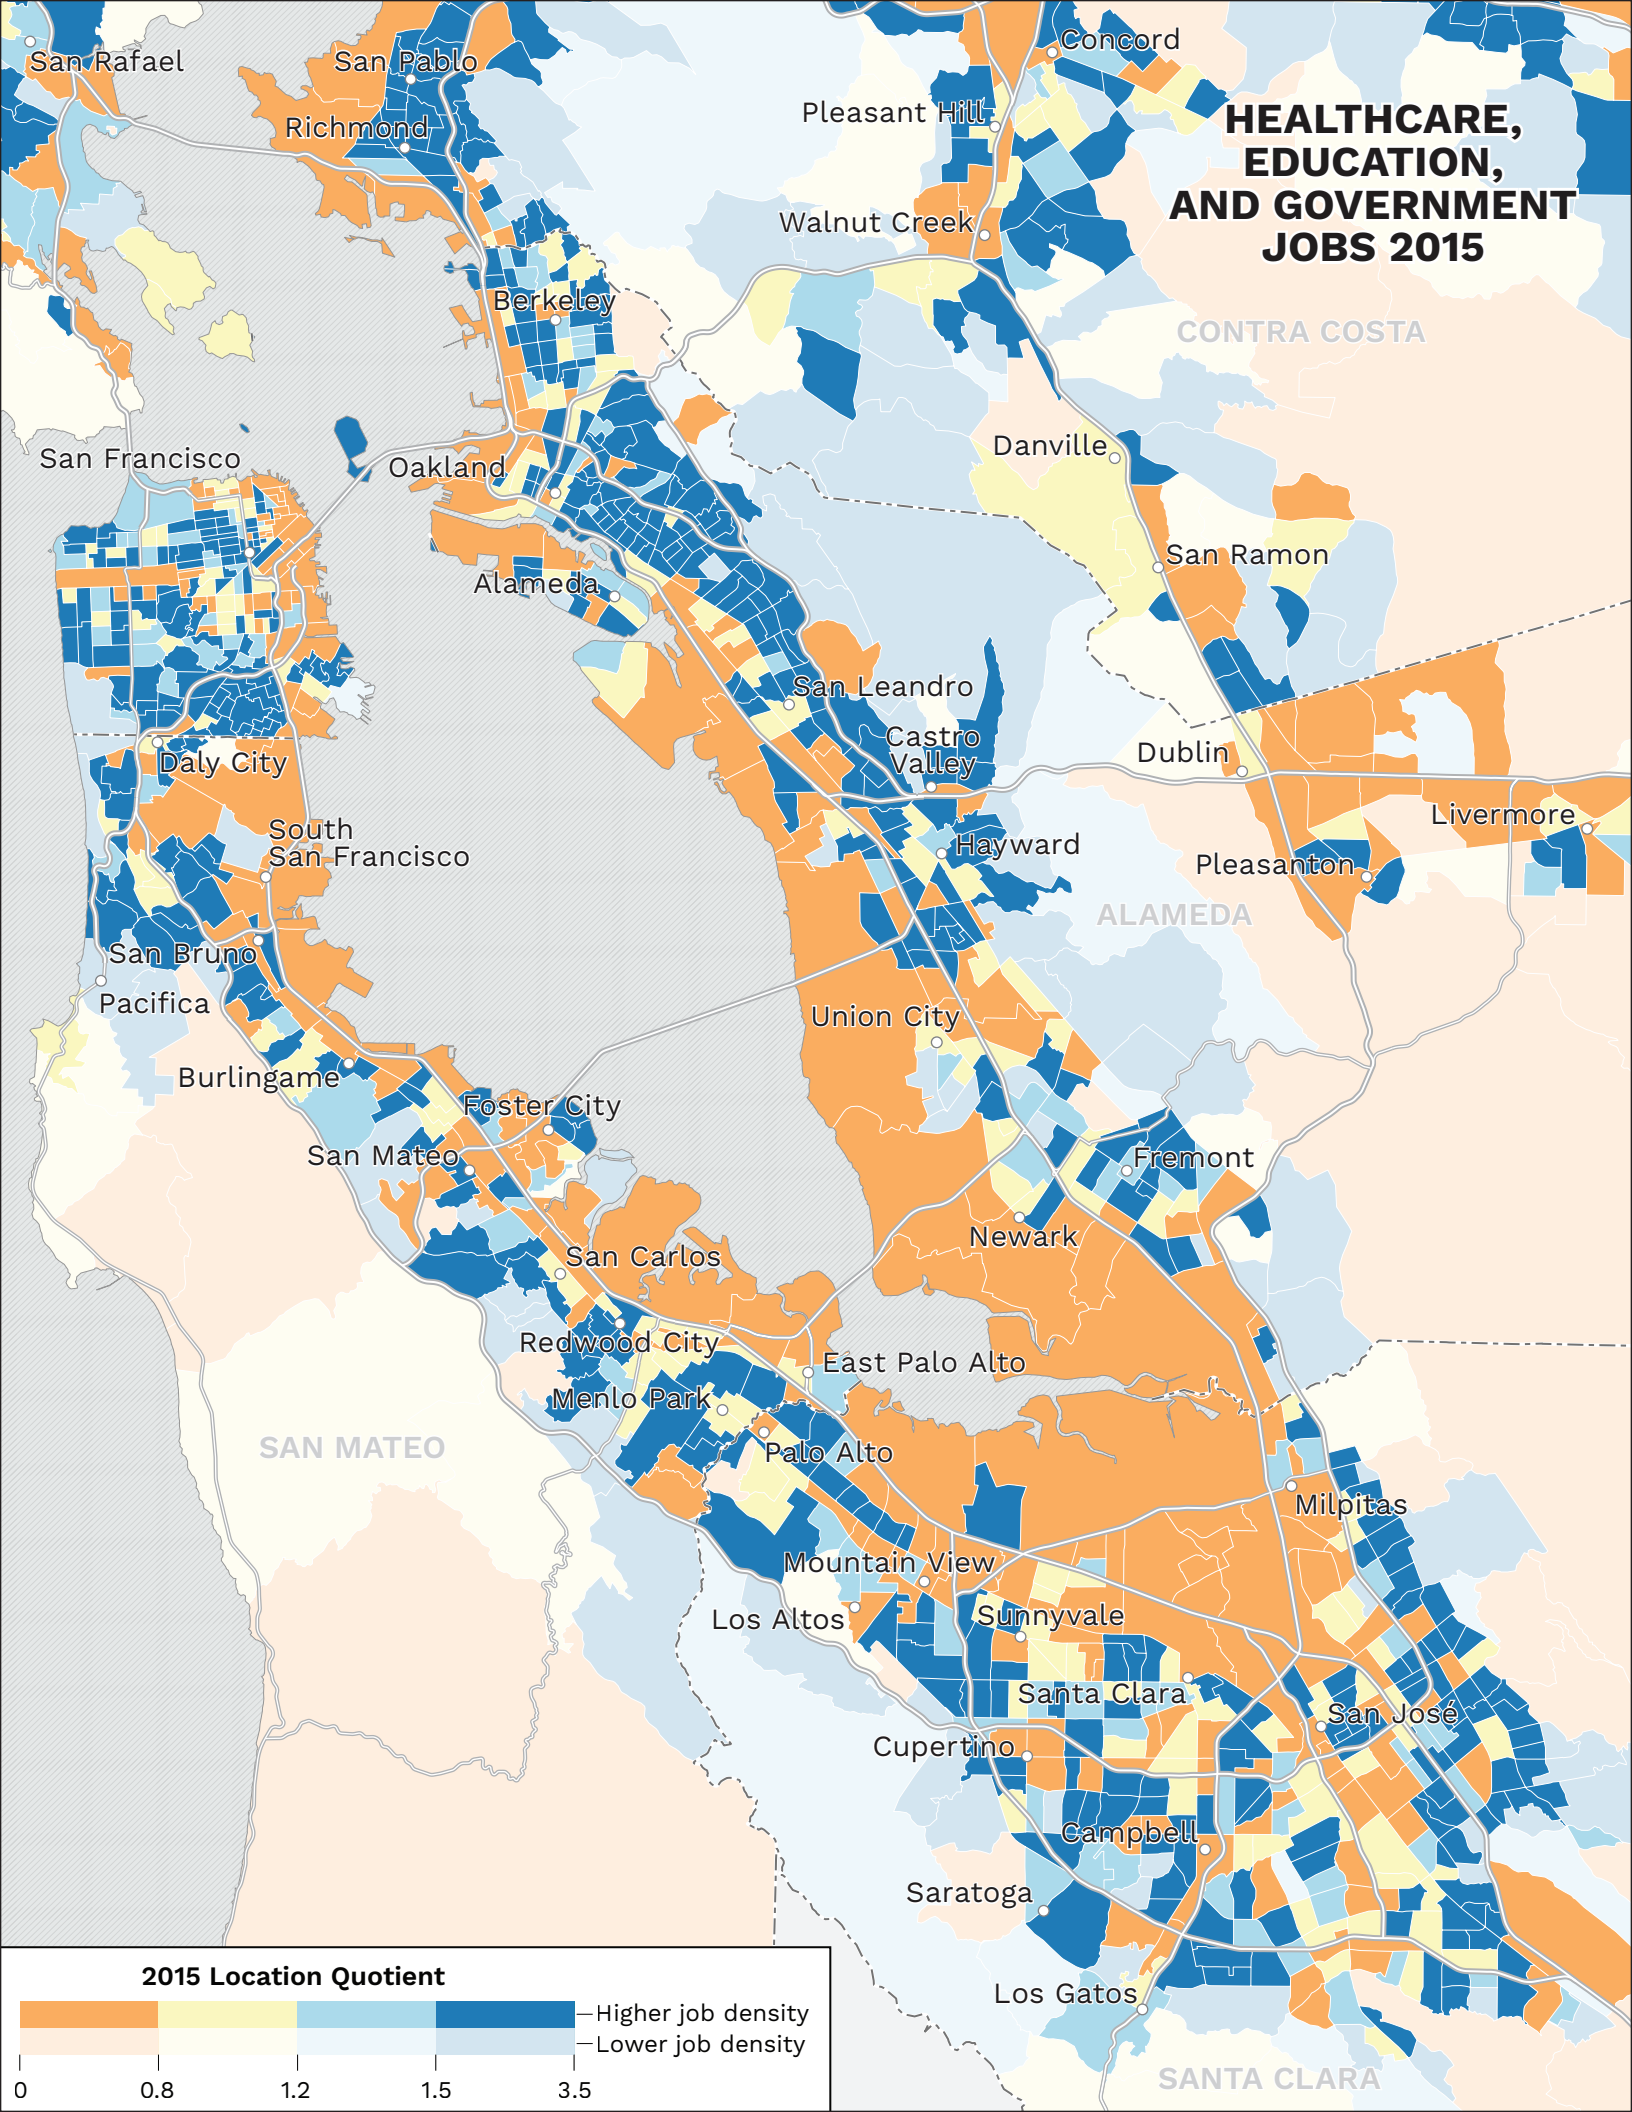 San Rafael
San Pablo
Concord
Pleasant Hill
HEALTHCARE,
EDUCATION,
AND GOVERNMENT
JOBS 2015
Richmond
Walnut Creek
Berkeley
CONTRA COSTA
Danville
San Francisco
Oakland
San Ramon
Alameda
San Leandro
Castro
Valley
Dublin
Daly City
Livermore
South
San Francisco
Hayward
Pleasanton
ALAMEDA
San Bruno
Pacifica
Union City
Burlingame
Foster City
San Mateo
Fremont
Newark
San Carlos
Redwood City
East Palo Alto
Menlo Park
SAN MATEO
Palo Alto
Milpitas
Mountain View
Los Altos
Sunnyvale
Santa Clara
San José
Cupertino
Campbell
Saratoga
Los Gatos
SANTA CLARA
2015 Location Quotient
Higher job density
Lower job density
0 0.8 1.2 1.5 3.5